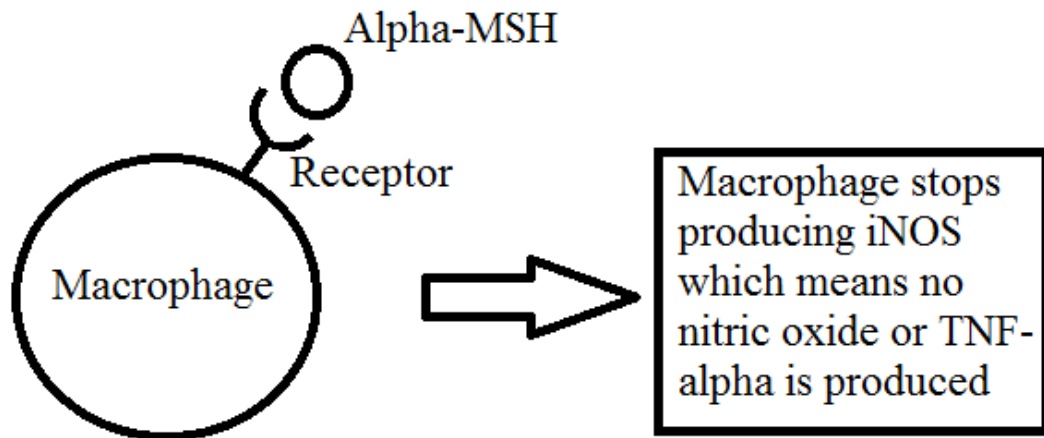 Alpha-MSH
Receptor
Macrophage
Macrophage stops
producing iNOS
which means no
nitric oxide or TNF-
alpha is produced